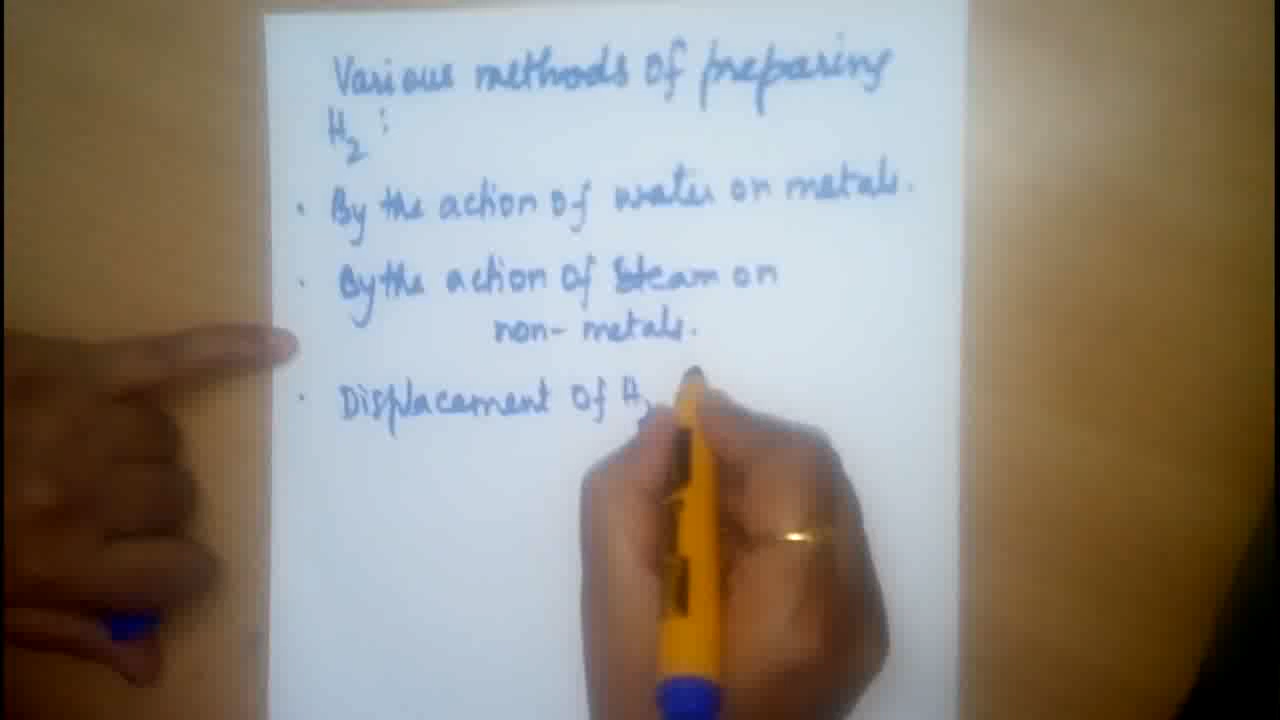 Various methods of preparing
H₂ :
· By the action of water on metals.
· By the action of Steam on
non-metals.
· Displacement of H₂